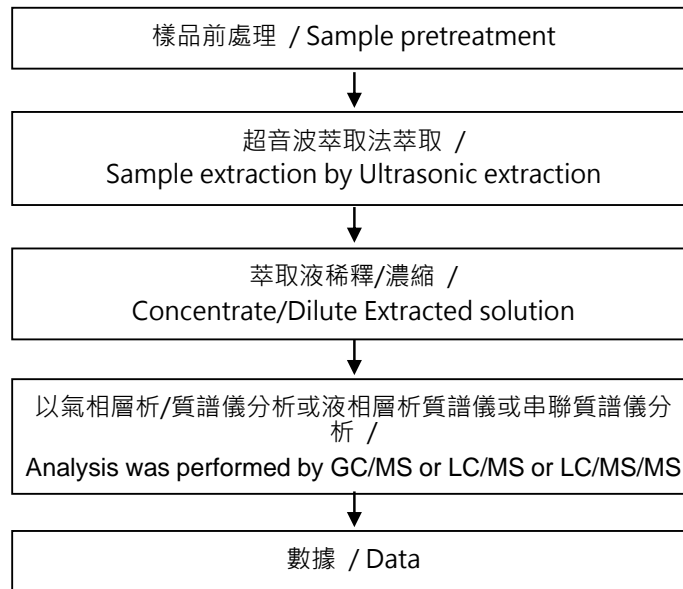 樣品前處理 / Sample pretreatment
超音波萃取法萃取 /
Sample extraction by Ultrasonic extraction
萃取液稀釋/濃縮 /
Concentrate/Dilute Extracted solution
以氣相層析/質譜儀分析或液相層析質譜儀或串聯質譜儀分
析 /
Analysis was performed by GC/MS or LC/MS or LC/MS/MS
數據 / Data